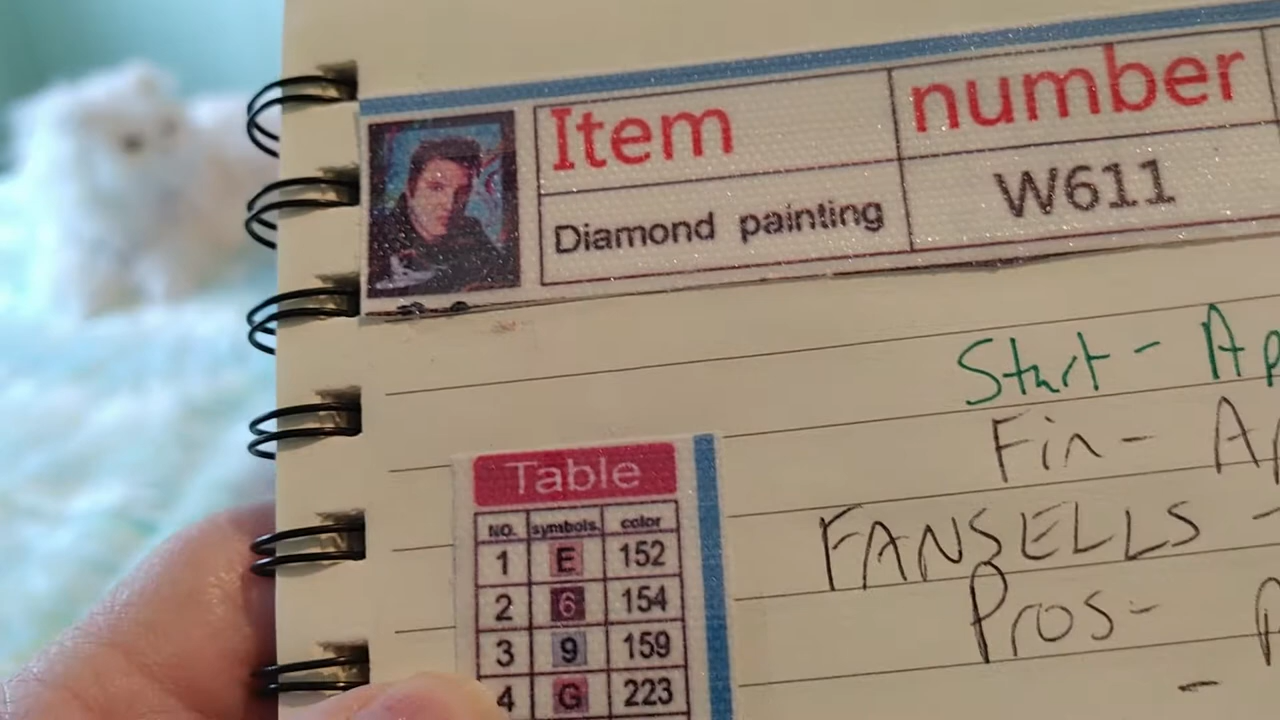 Item number
Diamond painting W611
Start -
Fin -
FANSELLS -
Pros -
-
Table
NO. symbols. color
1 E 152
2 6 154
3 9 159
4 G 223